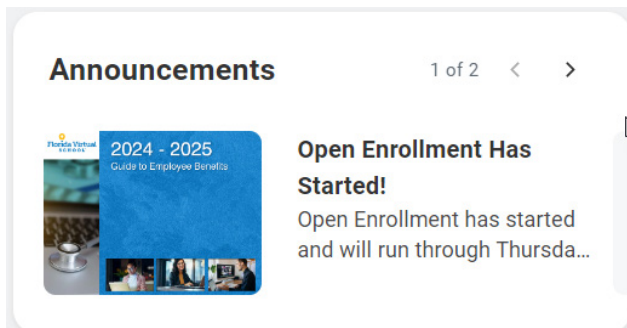 Announcements
1 of 2
Florida Virtual
SCHOOL
2024 - 2025
Guide to Employee Benefits
Open Enrollment Has
Started!
Open Enrollment has started
and will run through Thursda...